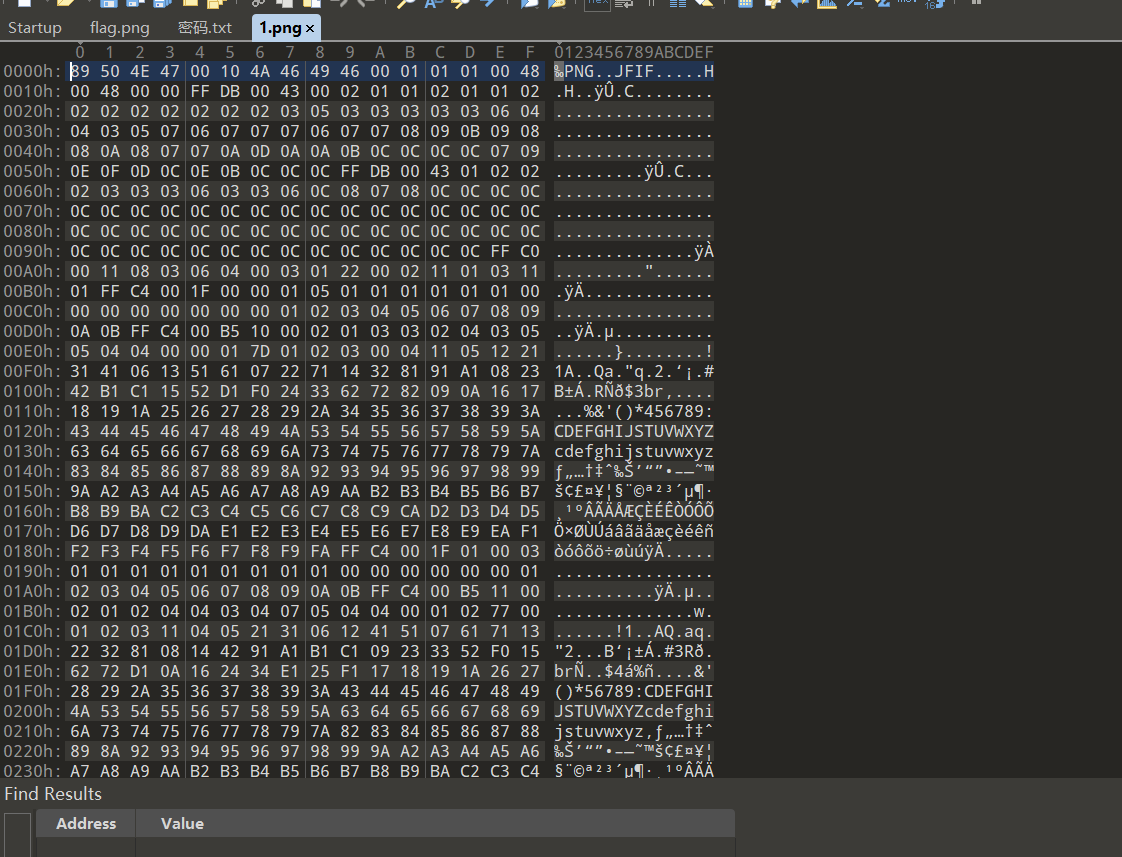 Startup flag.png 密码.txt 1.png ×
0 1 2 3 4 5 6 7 8 9 A B C D E F 0123456789ABCDEF
0000h: 89 50 4E 47 00 10 4A 46 49 46 00 01 01 01 00 48 ‰PNG..JFIF.....H
0010h: 00 48 00 00 FF DB 00 43 00 02 01 01 02 01 01 02 .H..ÿÛ.C........
0020h: 02 02 02 02 02 02 02 03 05 03 03 03 03 03 06 04 ................
0030h: 04 03 05 07 06 07 07 07 06 07 07 08 09 0B 09 08 ................
0040h: 08 0A 08 07 07 0A 0D 0A 0A 0B 0C 0C 0C 0C 07 09 ................
0050h: 0E 0F 0D 0C 0E 0B 0C 0C 0C FF DB 00 43 01 02 02 .........ÿÛ.C...
0060h: 02 03 03 03 06 03 03 06 0C 08 07 08 0C 0C 0C 0C ................
0070h: 0C 0C 0C 0C 0C 0C 0C 0C 0C 0C 0C 0C 0C 0C 0C 0C ................
0080h: 0C 0C 0C 0C 0C 0C 0C 0C 0C 0C 0C 0C 0C 0C 0C 0C ................
0090h: 0C 0C 0C 0C 0C 0C 0C 0C 0C 0C 0C 0C 0C 0C FF C0 ..............ÿÀ
00A0h: 00 11 08 03 06 04 00 03 01 22 00 02 11 01 03 11 ........."......
00B0h: 01 FF C4 00 1F 00 00 01 05 01 01 01 01 01 01 00 .ÿÄ.............
00C0h: 00 00 00 00 00 00 00 01 02 03 04 05 06 07 08 09 ................
00D0h: 0A 0B FF C4 00 B5 10 00 02 01 03 03 02 04 03 05 ..ÿÄ.µ..........
00E0h: 05 04 04 00 00 01 7D 01 02 03 00 04 11 05 12 21 ......}........!
00F0h: 31 41 06 13 51 61 07 22 71 14 32 81 91 A1 08 23 1A..Qa."q.2.‘¡.#
0100h: 42 B1 C1 15 52 D1 F0 24 33 62 72 82 09 0A 16 17 B±Á.RÑð$3br‚....
0110h: 18 19 1A 25 26 27 28 29 2A 34 35 36 37 38 39 3A ...%&'()*456789:
0120h: 43 44 45 46 47 48 49 4A 53 54 55 56 57 58 59 5A CDEFGHIJSTUVWXYZ
0130h: 63 64 65 66 67 68 69 6A 73 74 75 76 77 78 79 7A cdefghijstuvwxyz
0140h: 83 84 85 86 87 88 89 8A 92 93 94 95 96 97 98 99 ƒ„…†‡ˆ‰Š’“”•–—˜™
0150h: 9A A2 A3 A4 A5 A6 A7 A8 A9 AA B2 B3 B4 B5 B6 B7 š¢£¤¥¦§¨©ª²³´µ¶·
0160h: B8 B9 BA C2 C3 C4 C5 C6 C7 C8 C9 CA D2 D3 D4 D5 ¸¹ºÂÃÄÅÆÇÈÉÊÒÓÔÕ
0170h: D6 D7 D8 D9 DA E1 E2 E3 E4 E5 E6 E7 E8 E9 EA F1 Ö×ØÙÚáâãäåæçèéêñ
0180h: F2 F3 F4 F5 F6 F7 F8 F9 FA FF C4 00 1F 01 00 03 òóôõö÷øùúÿÄ.....
0190h: 01 01 01 01 01 01 01 01 01 00 00 00 00 00 00 01 ................
01A0h: 02 03 04 05 06 07 08 09 0A 0B FF C4 00 B5 11 00 ..........ÿÄ.µ..
01B0h: 02 01 02 04 04 03 04 07 05 04 04 00 01 02 77 00 ..............w.
01C0h: 01 02 03 11 04 05 21 31 06 12 41 51 07 61 71 13 ......!1..AQ.aq.
01D0h: 22 32 81 08 14 42 91 A1 B1 C1 09 23 33 52 F0 15 "2...B‘¡±Á.#3Rð.
01E0h: 62 72 D1 0A 16 24 34 E1 25 F1 17 18 19 1A 26 27 brÑ..$4á%ñ....&'
01F0h: 28 29 2A 35 36 37 38 39 3A 43 44 45 46 47 48 49 ()*56789:CDEFGHI
0200h: 4A 53 54 55 56 57 58 59 5A 63 64 65 66 67 68 69 JSTUVWXYZcdefghi
0210h: 6A 73 74 75 76 77 78 79 7A 82 83 84 85 86 87 88 jstuvwxyz‚ƒ„…†‡ˆ
0220h: 89 8A 92 93 94 95 96 97 98 99 9A A2 A3 A4 A5 A6 ‰Š’“”•–—˜™š¢£¤¥¦
0230h: A7 A8 A9 AA B2 B3 B4 B5 B6 B7 B8 B9 BA C2 C3 C4 §¨©ª²³´µ¶·¸¹ºÂÃÄ
Find Results
Address Value